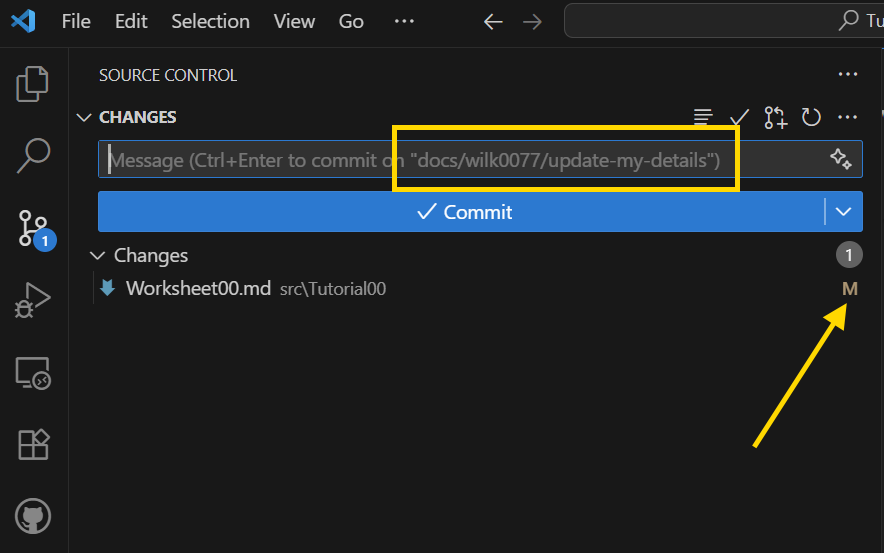 File Edit Selection View Go ··· Tu
SOURCE CONTROL ···
CHANGES ···
Message (Ctrl+Enter to commit on "docs/wilk0077/update-my-details")
Commit
1
Changes 1
Worksheet00.md src\Tutorial00 M